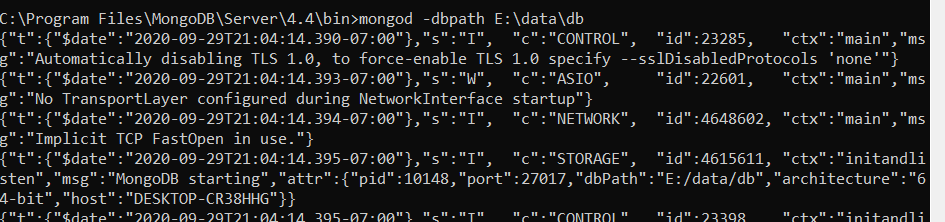 C:\Program Files\MongoDB\Server\4.4\bin>mongod -dbpath E:\data\db
{"t":{"$date":"2020-09-29T21:04:14.390-07:00"},"s":"I",  "c":"CONTROL",  "id":23285,   "ctx":"main","ms
g":"Automatically disabling TLS 1.0, to force-enable TLS 1.0 specify --sslDisabledProtocols 'none'"}
{"t":{"$date":"2020-09-29T21:04:14.393-07:00"},"s":"W",  "c":"ASIO",     "id":22601,   "ctx":"main","ms
g":"No TransportLayer configured during NetworkInterface startup"}
{"t":{"$date":"2020-09-29T21:04:14.394-07:00"},"s":"I",  "c":"NETWORK",  "id":4648602, "ctx":"main","ms
g":"Implicit TCP FastOpen in use."}
{"t":{"$date":"2020-09-29T21:04:14.395-07:00"},"s":"I",  "c":"STORAGE",  "id":4615611, "ctx":"initandli
sten","msg":"MongoDB starting","attr":{"pid":10148,"port":27017,"dbPath":"E:/data/db","architecture":"6
4-bit","host":"DESKTOP-CR38HHG"}}
{"t":{"$date":"2020-09-29T21:04:14.395-07:00"},"s":"I",  "c":"CONTROL",  "id":23398,   "ctx":"initandli